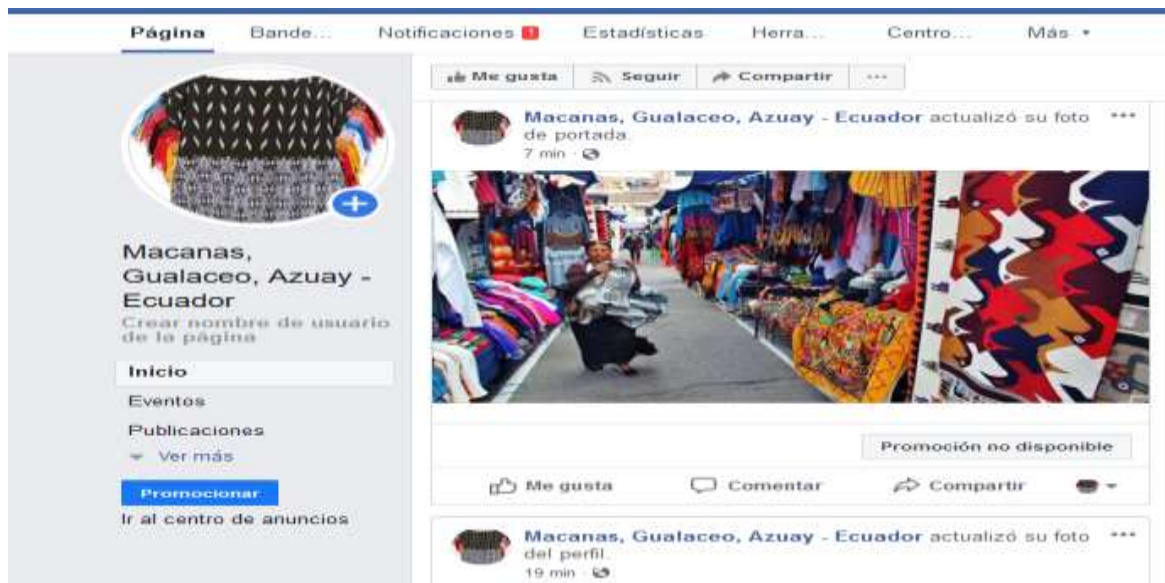 Página Bande... Notificaciones 1 Estadísticas Herra... Centro... Más
Me gusta Seguir Compartir ...
Macanas,
Gualaceo, Azuay -
Ecuador
Crear nombre de usuario
de la página
Inicio
Eventos
Publicaciones
Ver más
Promocionar
Ir al centro de anuncios
Macanas, Gualaceo, Azuay - Ecuador actualizó su foto
de portada.
7 min ·
Promoción no disponible
Me gusta Comentar Compartir
Macanas, Gualaceo, Azuay - Ecuador actualizó su foto
del perfil.
19 min ·